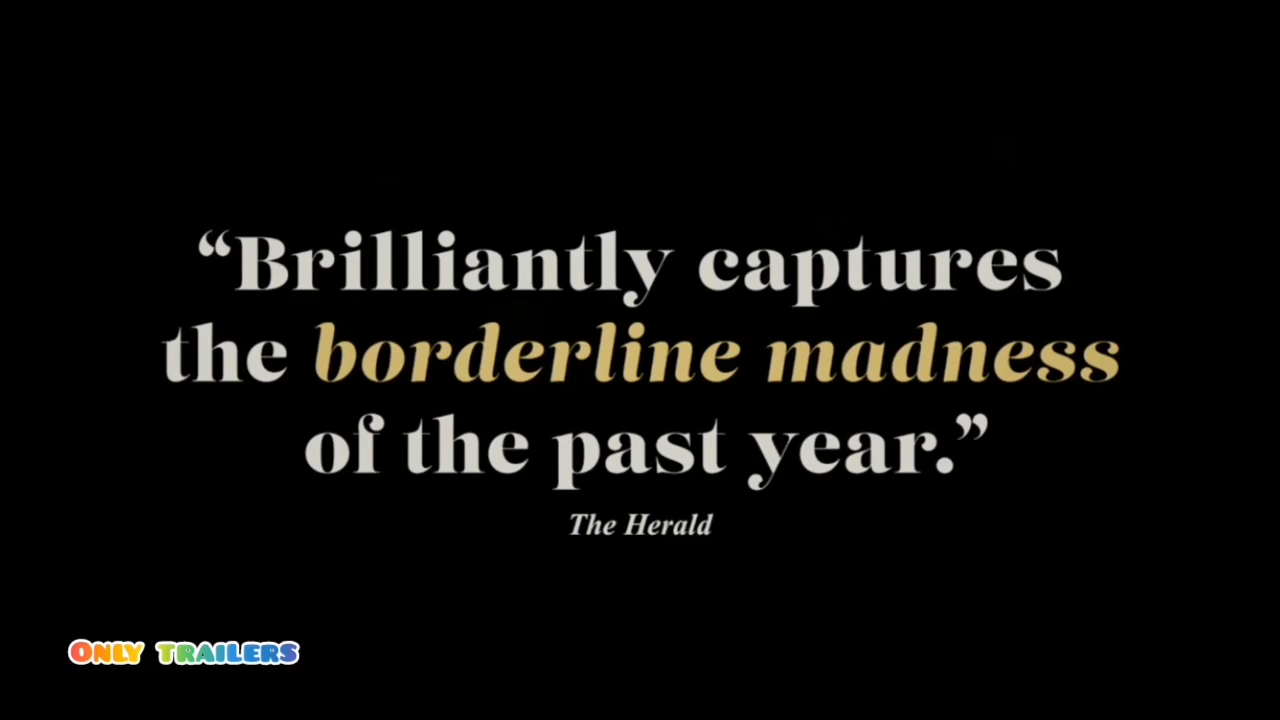 “Brilliantly captures
the borderline madness
of the past year.”
The Herald
ONLY TRAILERS